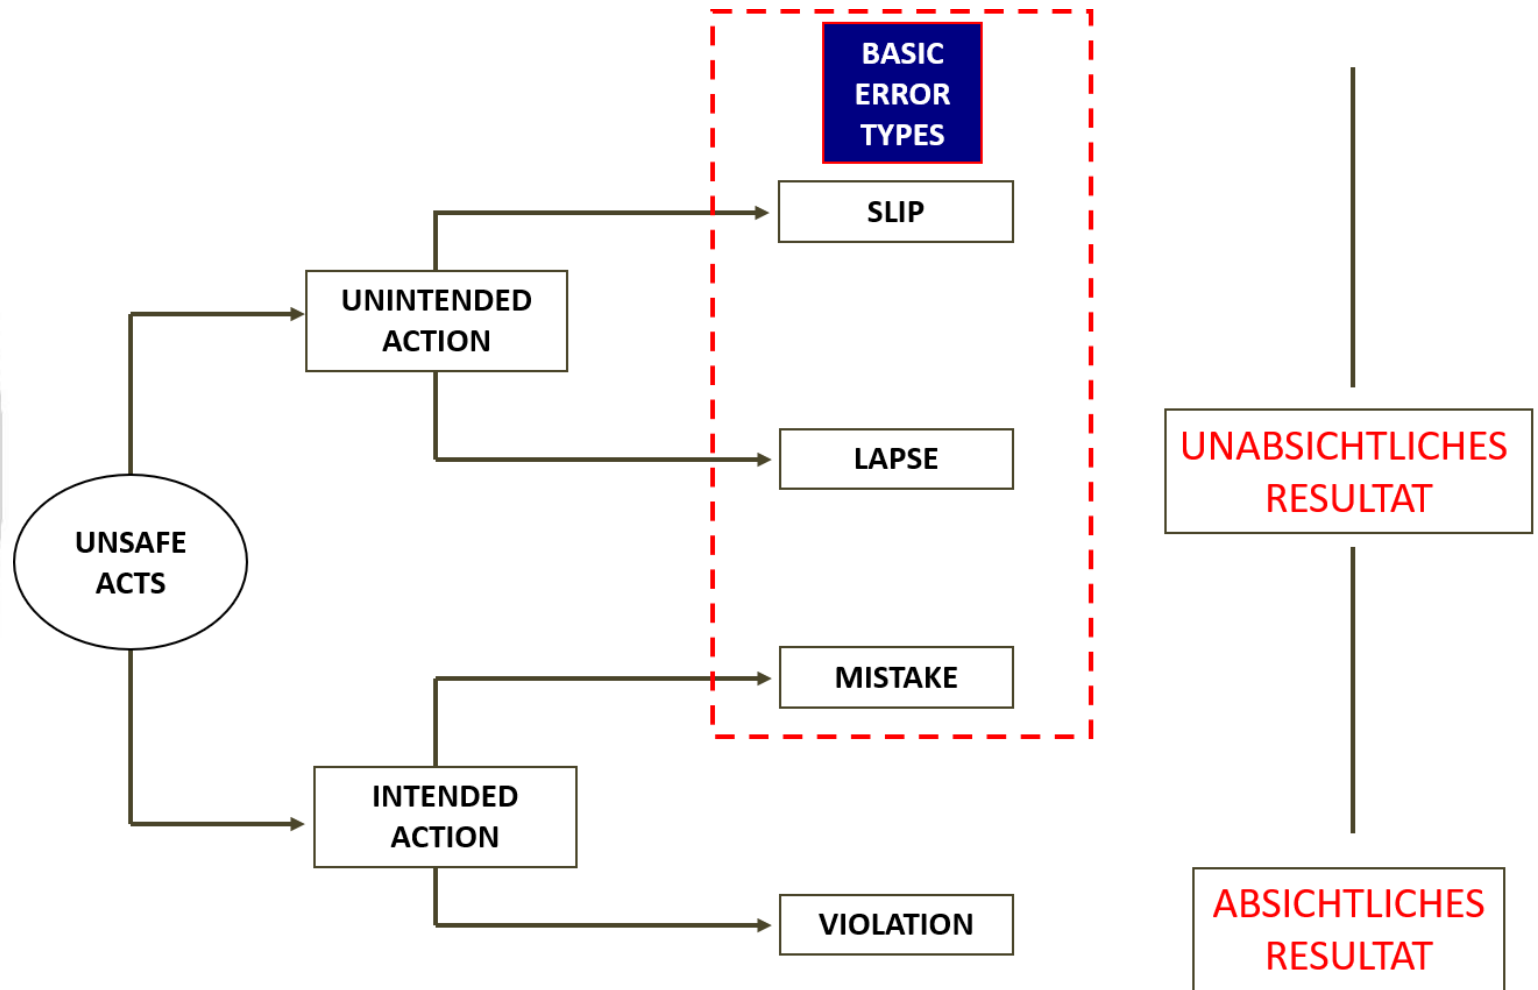 BASIC
ERROR
TYPES
SLIP
UNINTENDED
ACTION
LAPSE
UNABSICHTLICHES
RESULTAT
UNSAFE
ACTS
MISTAKE
INTENDED
ACTION
VIOLATION
ABSICHTLICHES
RESULTAT